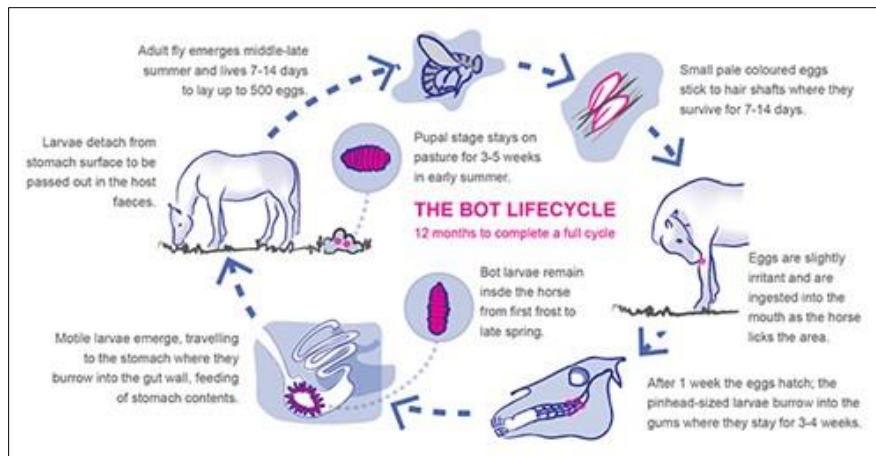 Adult fly emerges middle-late
summer and lives 7-14 days
to lay up to 500 eggs.
Small pale coloured eggs
stick to hair shafts where they
survive for 7-14 days.
Larvae detach from
stomach surface to be
passed out in the host
faeces.
Pupal stage stays on
pasture for 3-5 weeks
in early summer.
THE BOT LIFECYCLE
12 months to complete a full cycle
Eggs are slightly
irritant and are
ingested into the
mouth as the horse
licks the area.
Bot larvae remain
insde the horse
from first frost to
late spring.
Motile larvae emerge, travelling
to the stomach where they
burrow into the gut wall, feeding
of stomach contents.
After 1 week the eggs hatch; the
pinhead-sized larvae burrow into the
gums where they stay for 3-4 weeks.